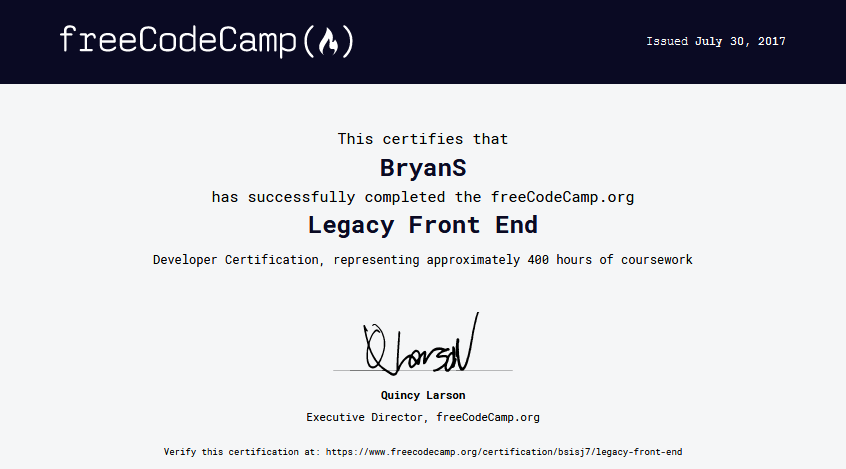 freeCodeCamp
Issued July 30, 2017
This certifies that
BryanS
has successfully completed the freeCodeCamp.org
Legacy Front End
Developer Certification, representing approximately 400 hours of coursework
Q Larson
Quincy Larson
Executive Director, freeCodeCamp.org
Verify this certification at: https://www.freecodecamp.org/certification/bsisj7/legacy-front-end